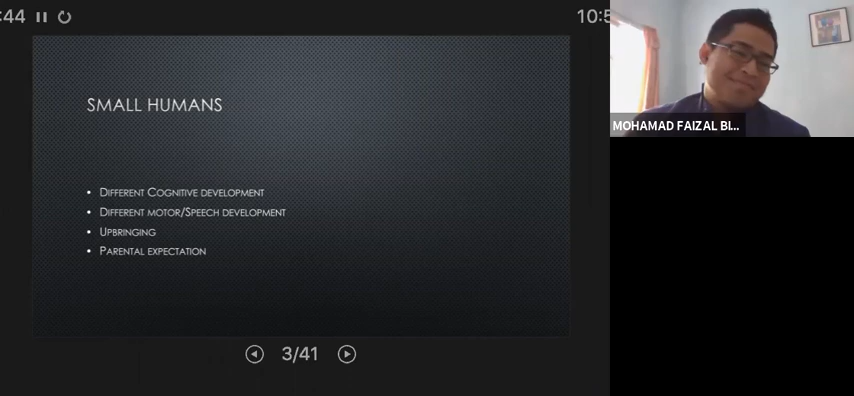 :44
10:5
SMALL HUMANS
• DIFFERENT COGNITIVE DEVELOPMENT
• DIFFERENT MOTOR/SPEECH DEVELOPMENT
• UPBRINGING
• PARENTAL EXPECTATION
3/41
MOHAMAD FAIZAL BI...